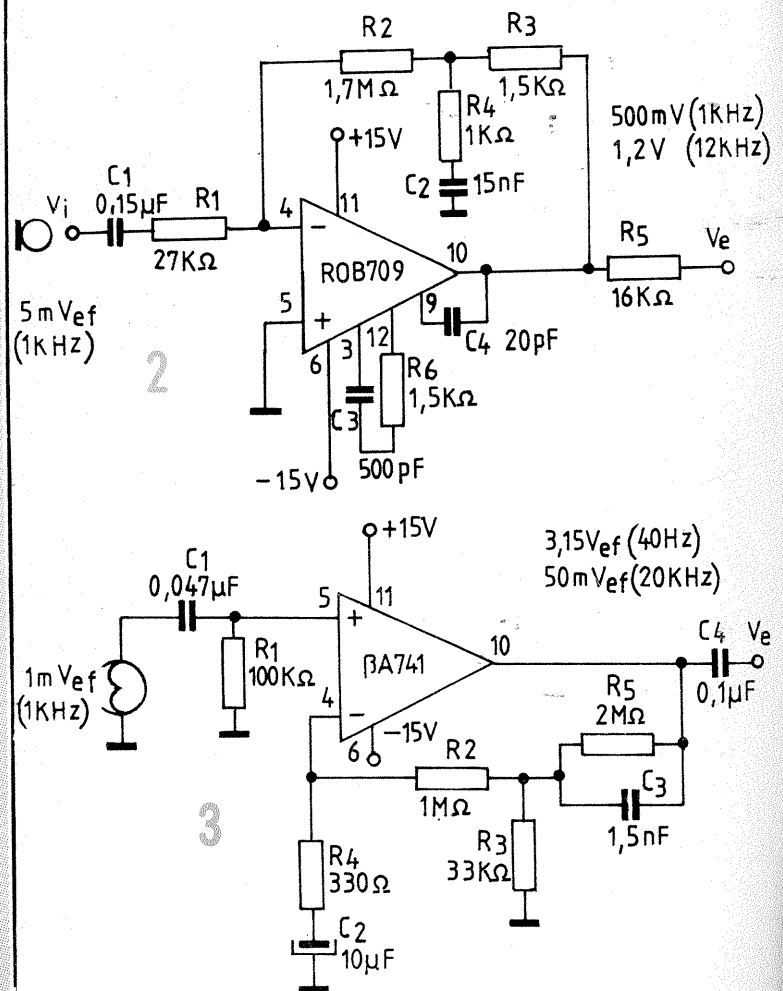 R2
1,7MΩ
R3
1,5KΩ
R4
1KΩ
C2
15nF
500mV (1KHz)
1,2V (12KHz)
+15V
11
Vi
C1
0,15µF
R1
27KΩ
4
−
ROB709
10
5
+
6
3
12
9
C4 20pF
R5
16KΩ
Ve
5mVef
(1KHz)
2
C3
500pF
R6
1,5KΩ
-15V
+15V
11
3,15Vef (40Hz)
50mVef (20KHz)
C1
0,047µF
5
+
R1
100KΩ
βA741
10
C4
0,1µF
Ve
1mVef
(1KHz)
4
−
6
-15V
R5
2MΩ
C3
1,5nF
R2
1MΩ
R3
33KΩ
3
R4
330Ω
C2
10µF